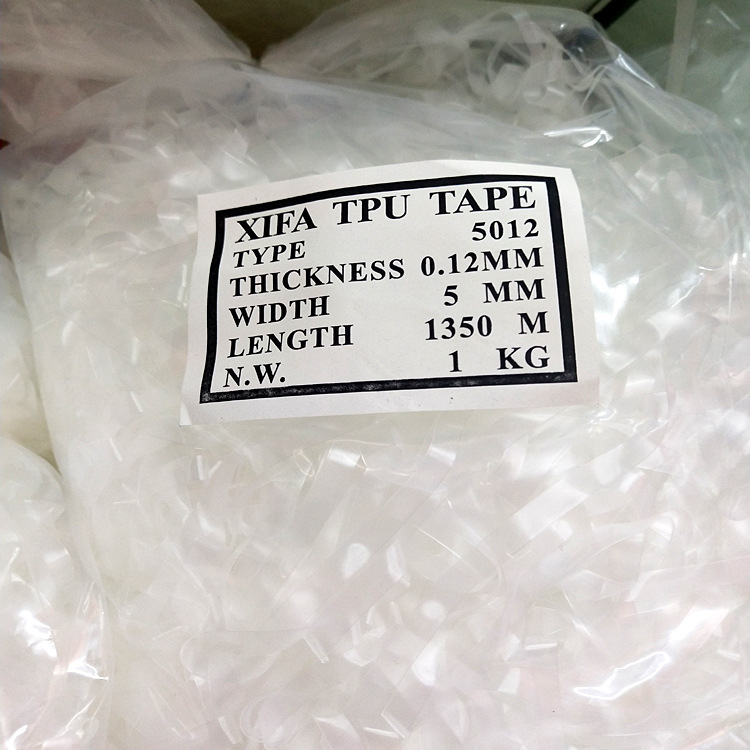 XIFA TPU TAPE
TYPE 5012
THICKNESS 0.12MM
WIDTH 5 MM
LENGTH 1350 M
N.W. 1 KG